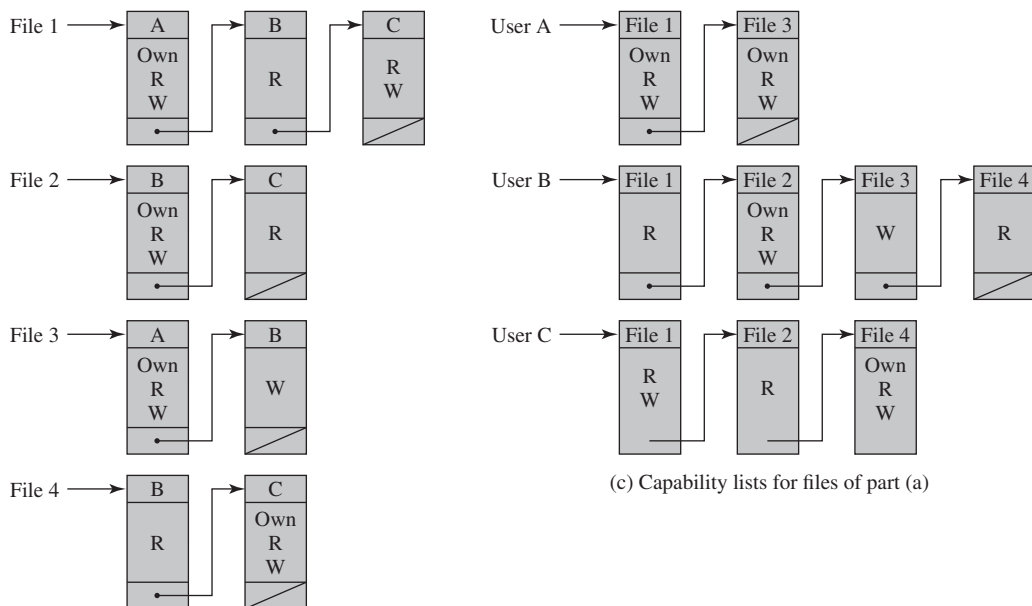 File 1
A
Own
R
W
B
R
C
R
W
File 2
B
Own
R
W
C
R
File 3
A
Own
R
W
B
W
File 4
B
R
C
Own
R
W
User A
File 1
Own
R
W
File 3
Own
R
W
User B
File 1
R
File 2
Own
R
W
File 3
W
File 4
R
User C
File 1
R
W
File 2
R
File 4
Own
R
W
(c) Capability lists for files of part (a)